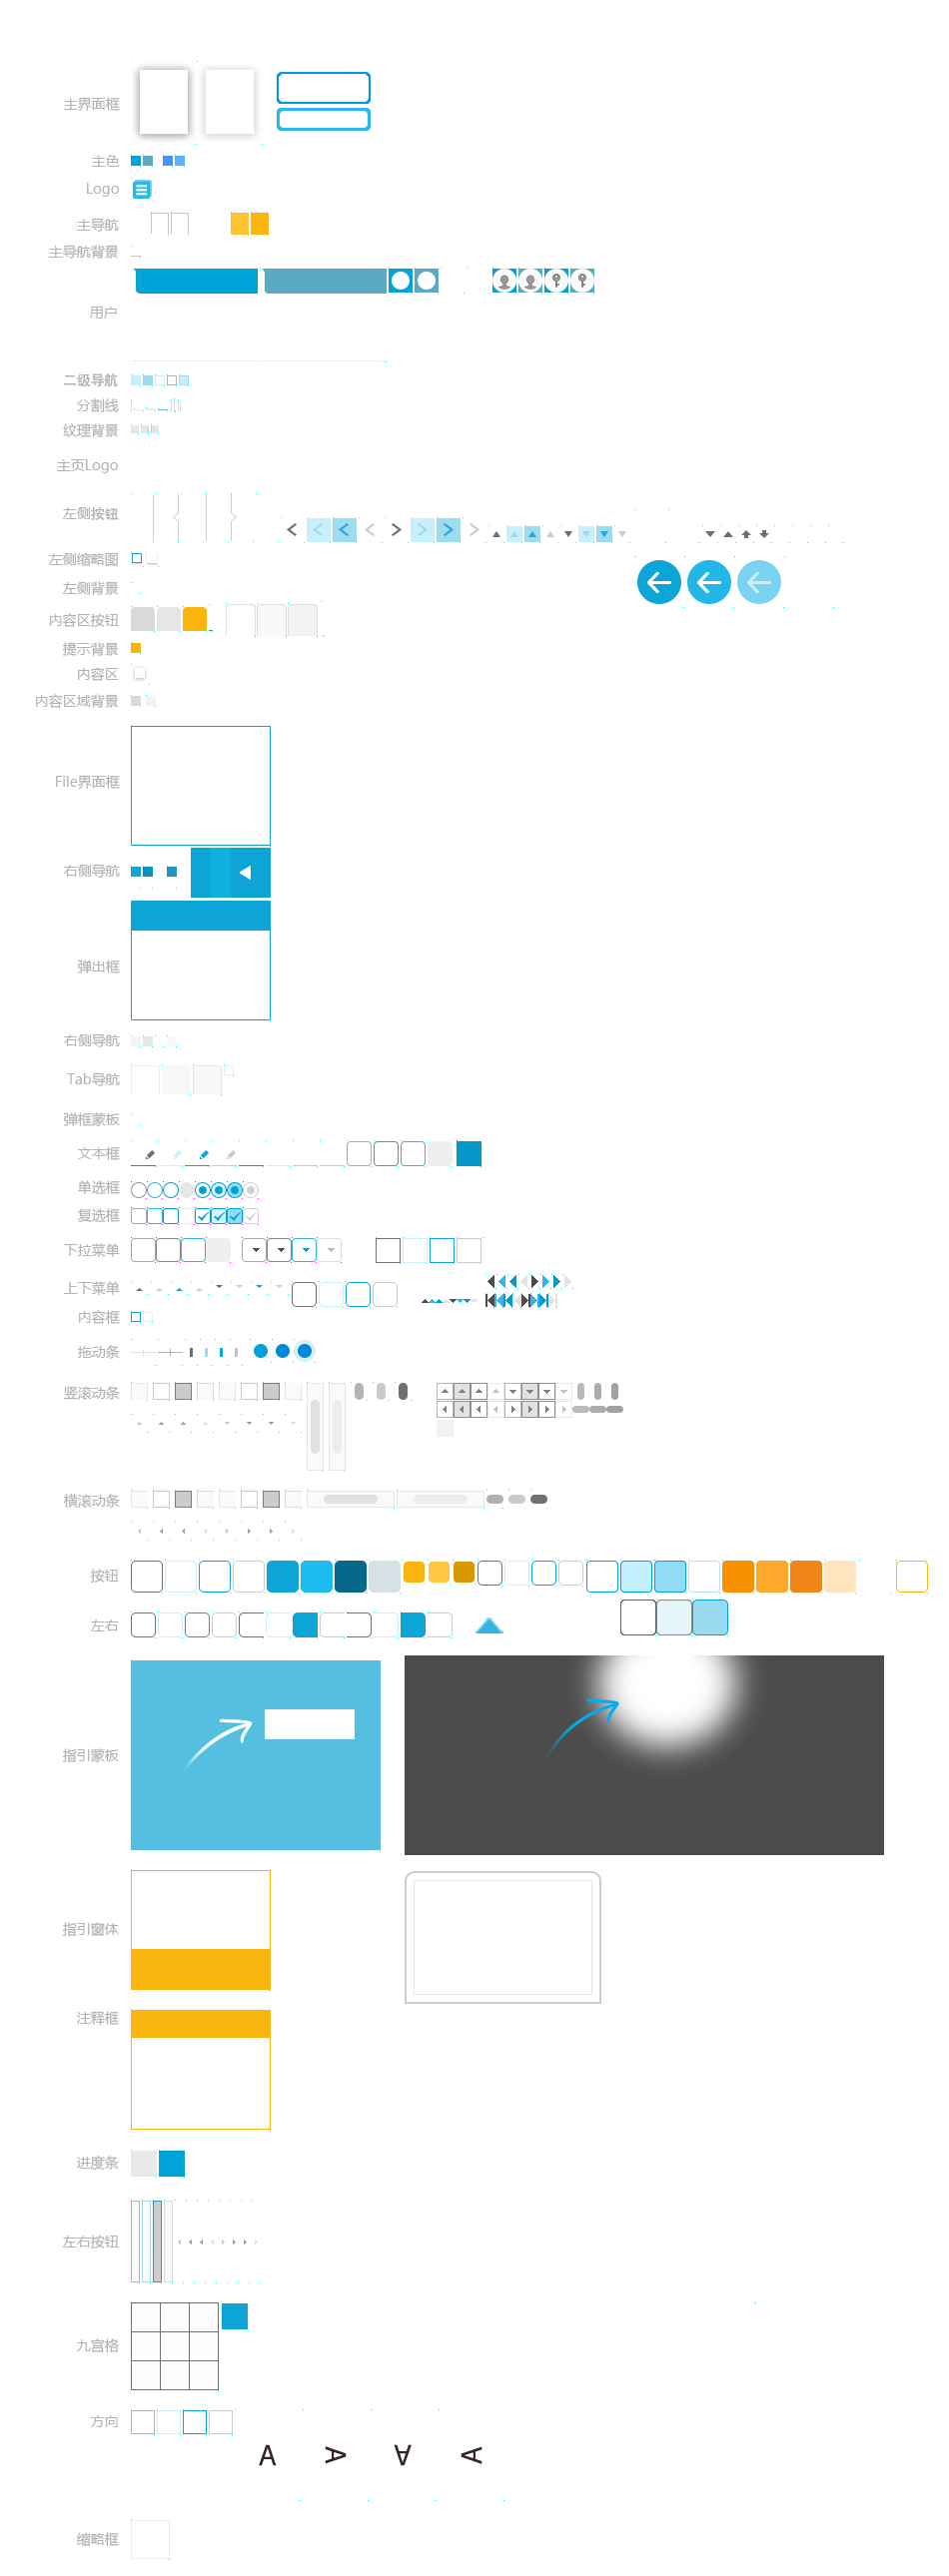 主界面框
主色
Logo
主导航
主导航背景
用户
二级导航
分割线
纹理背景
主页Logo
左侧按钮
左侧缩略图
左侧背景
内容区按钮
提示背景
内容区
内容区域背景
File界面框
右侧导航
弹出框
右侧导航
Tab导航
弹框蒙板
文本框
单选框
复选框
下拉菜单
上下菜单
内容框
拖动条
竖滚动条
横滚动条
按钮
左右
指引蒙板
指引窗体
注释框
进度条
左右按钮
九宫格
方向
A A A A
缩略框